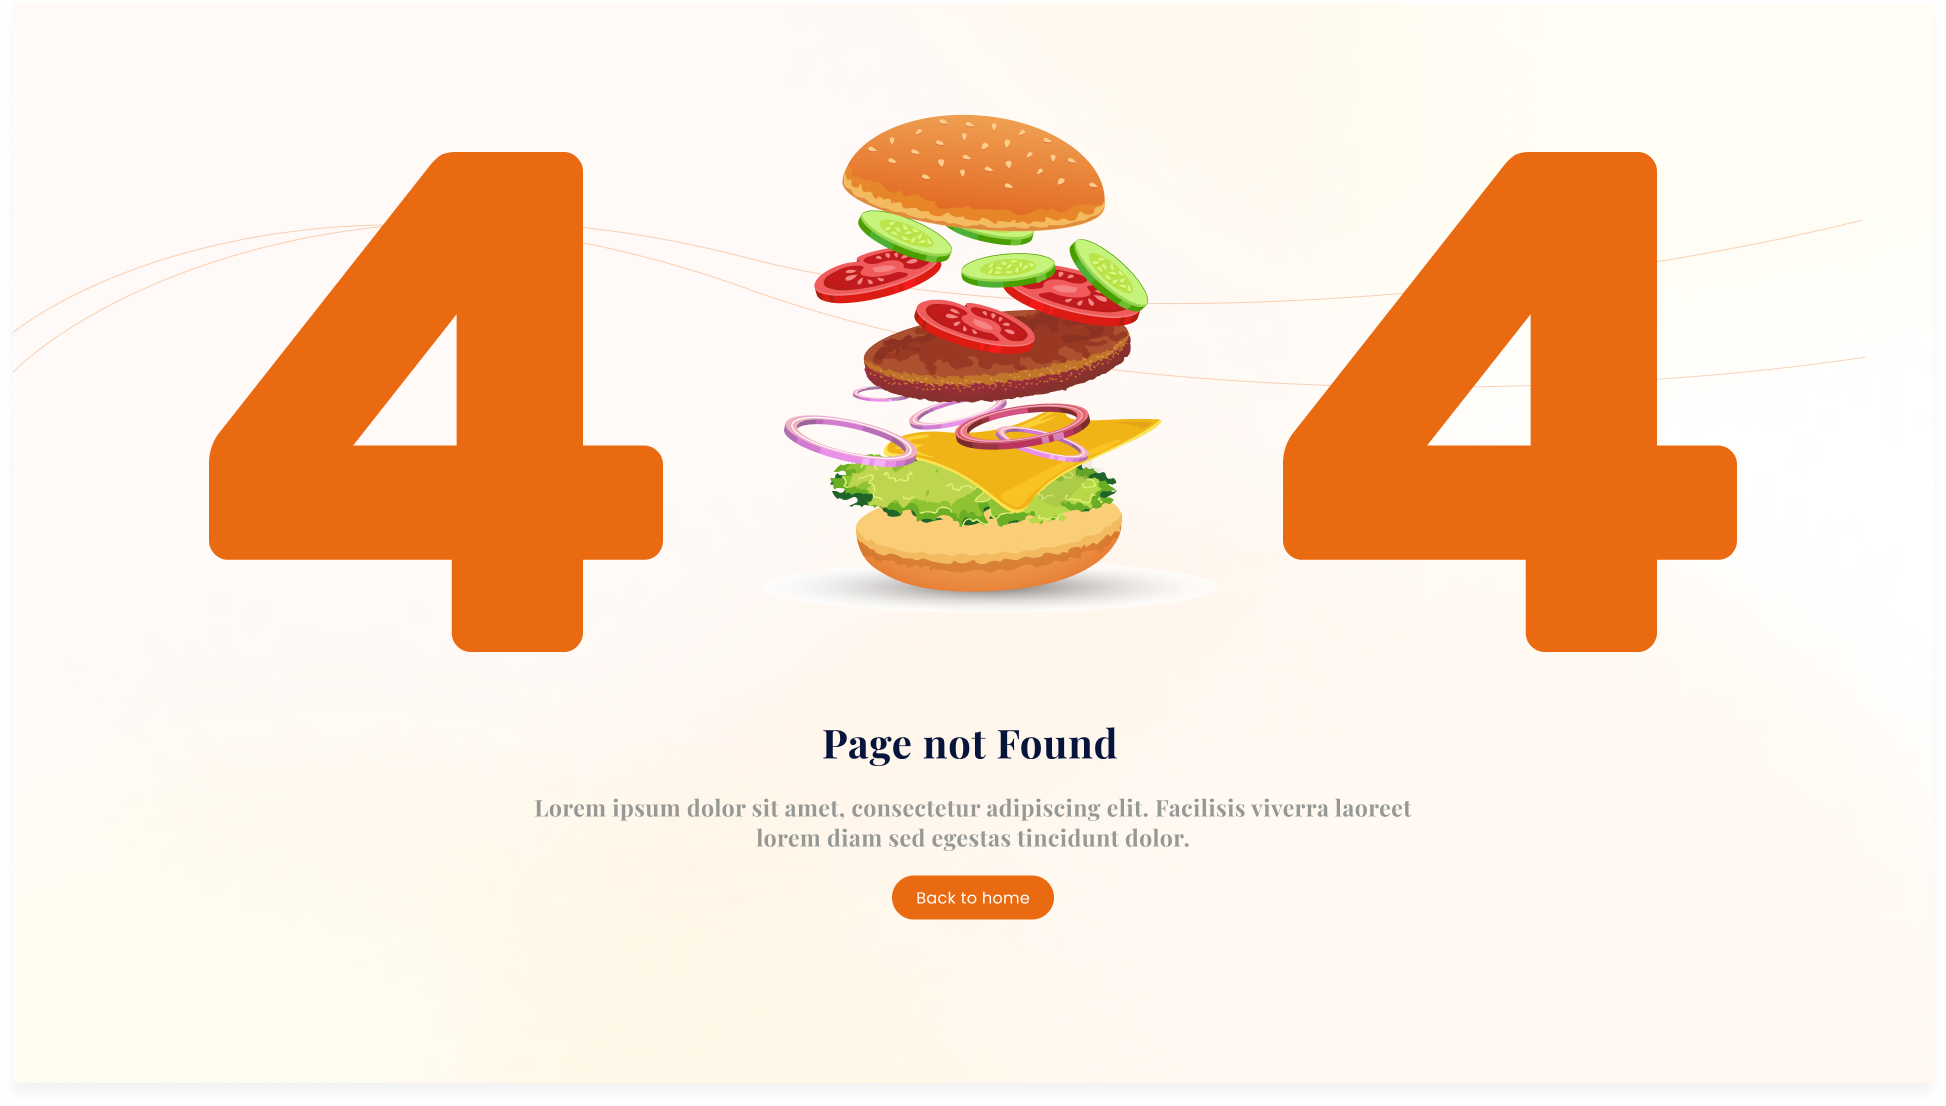 4 4
Page not Found
Lorem ipsum dolor sit amet, consectetur adipiscing elit. Facilisis viverra laoreet
lorem diam sed egestas tincidunt dolor.
Back to home